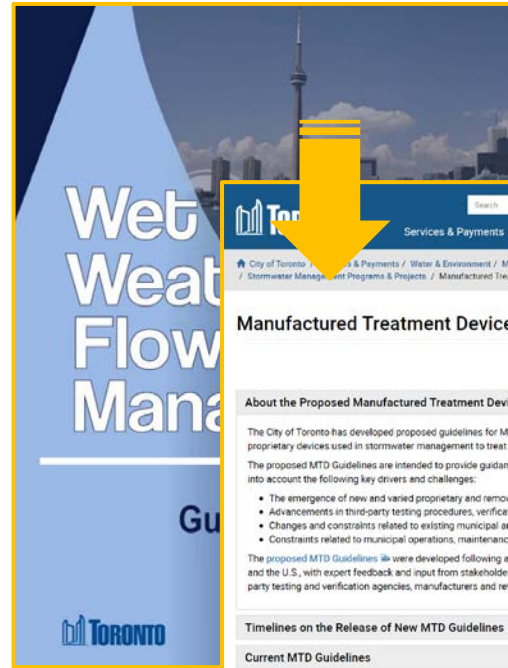 Wet
Weat
Flow
Mana
Gu
TORONTO
Search
Services & Payments
City of Toronto / & Payments / Water & Environment / M
/ Stormwater Management Programs & Projects / Manufactured Tre
Manufactured Treatment Device
About the Proposed Manufactured Treatment Devi
The City of Toronto has developed proposed guidelines for M
proprietary devices used in stormwater management to treat
The proposed MTD Guidelines are intended to provide guidan
into account the following key drivers and challenges:
• The emergence of new and varied proprietary and remov
• Advancements in third-party testing procedures, verifica
• Changes and constraints related to existing municipal an
• Constraints related to municipal operations, maintenanc
The proposed MTD Guidelines were developed following a
and the U.S., with expert feedback and input from stakeholde
party testing and verification agencies, manufacturers and re
Timelines on the Release of New MTD Guidelines
Current MTD Guidelines